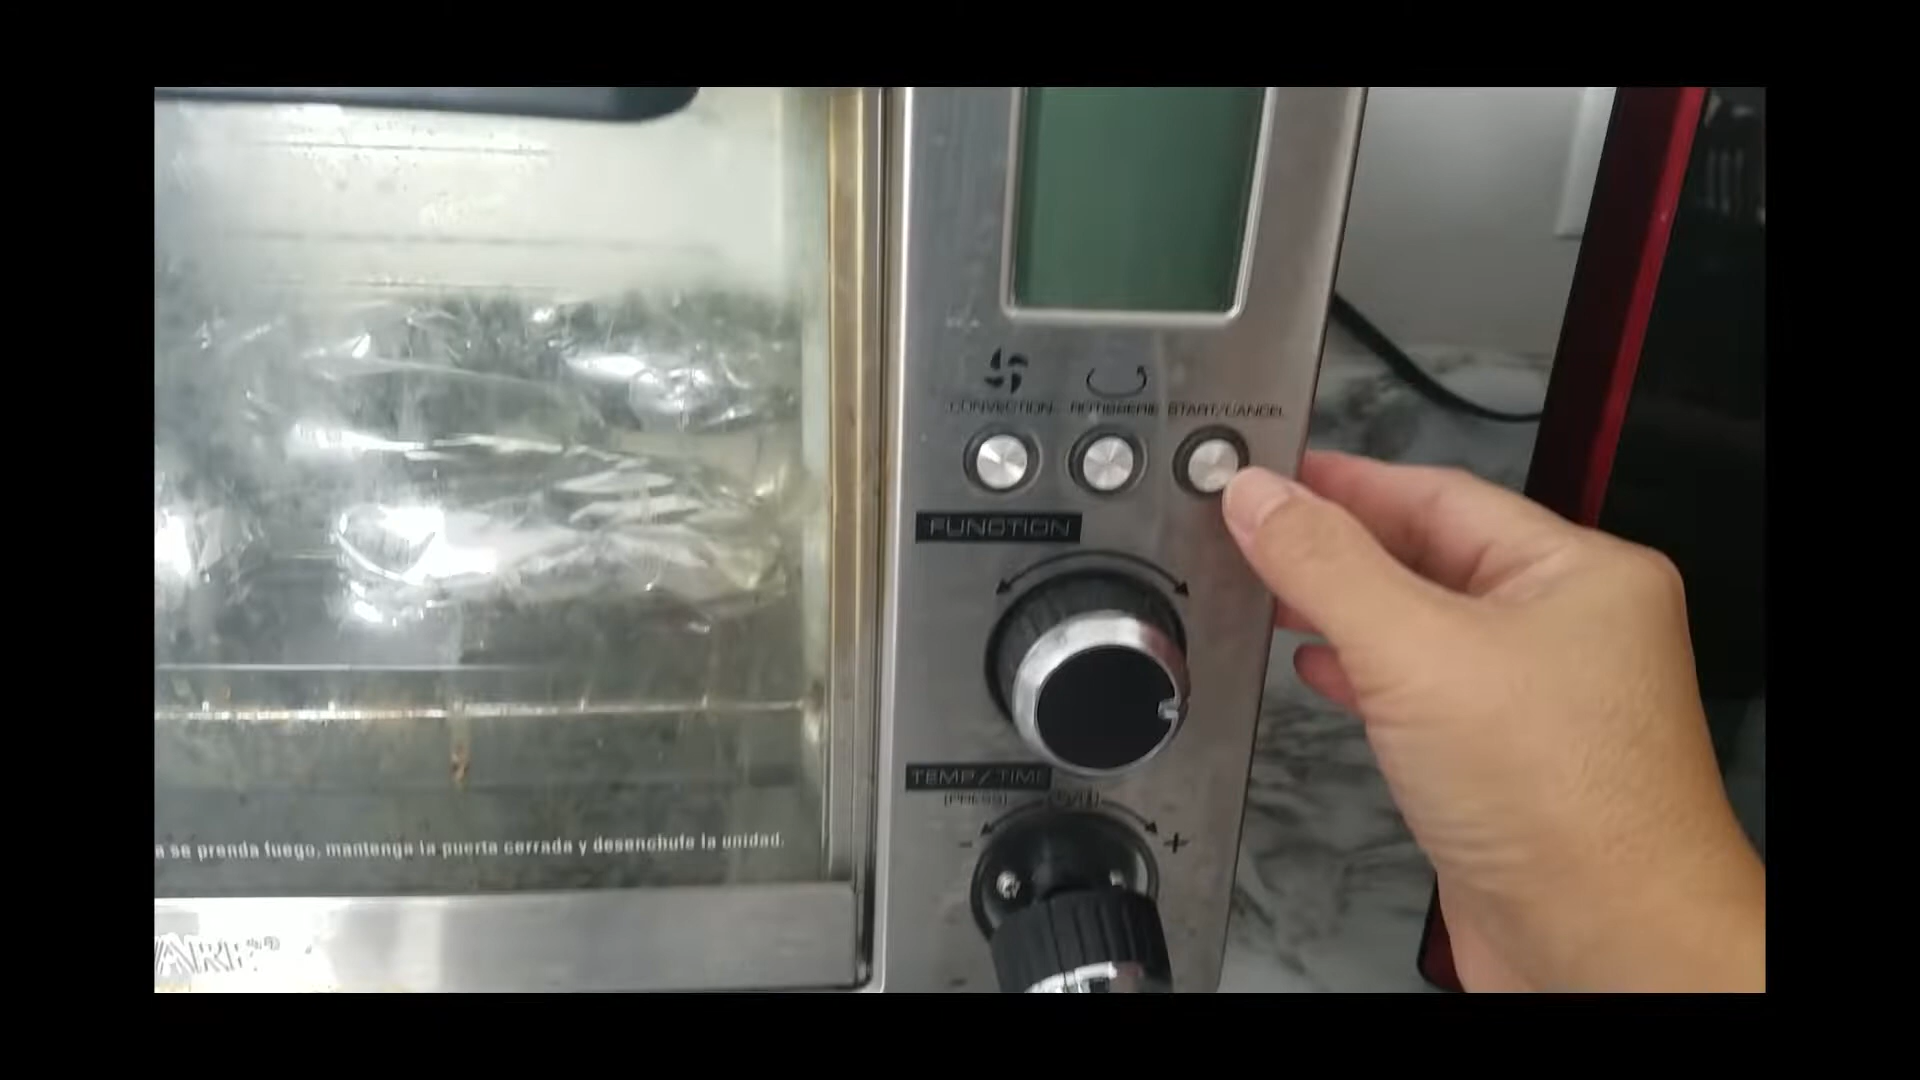 CONVECTION ROTISSERIE START/CANCEL
FUNCTION
TEMP/TIME
(PRESS)
- +
a se prenda fuego, mantenga la puerta cerrada y desenchufe la unidad.